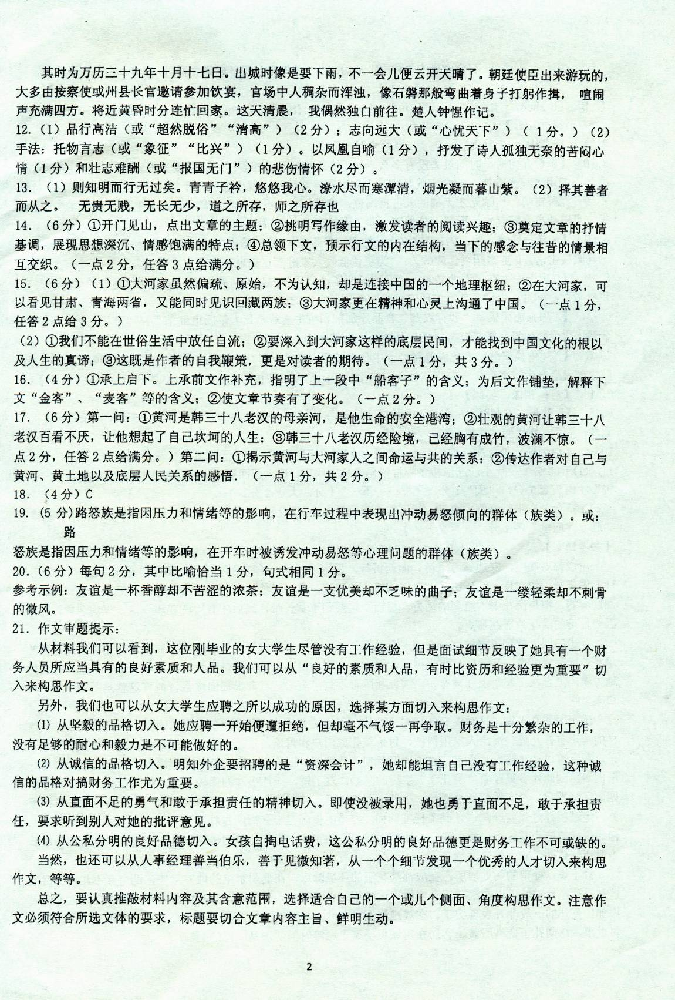 其时为万历三十九年十月十七日。出城时像是要下雨，不一会儿便云开天晴了。朝廷使臣出来游玩的，
大多由按察使或州县长官邀请参加饮宴，官场中人稠杂而浑浊，像石磬那般弯曲着身子打躬作揖， 喧闹
声充满四方。将近黄昏时分连忙回家。这天清晨， 我偶然独自前往。楚人钟惺作记。
12.（1）品行高洁（或“超然脱俗”“清高”）（2分）；志向远大（或“心忧天下”）（ 1分。）（2）
手法：托物言志（或“象征”“比兴”）（1分）。以凤凰自喻（1分），抒发了诗人孤独无奈的苦闷心
情（1分）和壮志难酬（或“报国无门”）的悲伤情怀（2分）。
13.（1）则知明而行无过矣。青青子衿，悠悠我心。潦水尽而寒潭清，烟光凝而暮山紫。（2）择其善者
而从之。 无贵无贱，无长无少，道之所存，师之所存也
14.（6分）①开门见山，点出文章的主题；②挑明写作缘由，激发读者的阅读兴趣；③奠定文章的抒情
基调，展现思想深沉、情感饱满的特点；④总领下文，预示行文的内在结构，当下的感念与往昔的情景相
互交织。（一点2分，任答3点给满分。）
15.（6分）（1）①大河家虽然偏疏、原始，不为认知，却是连接中国的一个地理枢纽；②在大河家，可
以看见甘肃、青海两省，又能同时见识回藏两族；③大河家更在精神和心灵上沟通了中国。（一点1分，
任答2点给3分。）
（2）①我们不能在世俗生活中放任自流；②要深入到大河家这样的底层民间，才能找到中国文化的根以
及人生的真谛；③这既是作者的自我鞭策，更是对读者的期待。（一点1分，共3分。）
16.（4分）①承上启下。上承前文作补充，指明了上一段中“船客子”的含义；为后文作铺垫，解释下
文“金客”、“麦客”等的含义；②使文章节奏有了变化。（一点2分。）
17.（6分）第一问：①黄河是韩三十八老汉的母亲河，是他生命的安全港湾；②壮观的黄河让韩三十八
老汉百看不厌，让他想起了自己坎坷的人生；③韩三十八老汉历经险境，已经胸有成竹，波澜不惊。（一
点2分，任答2点给满分。）第二问：①揭示黄河与大河家人之间命运与共的关系：②传达作者对自己与
黄河、黄土地以及底层人民关系的感悟.（一点1分，共2分。）
18.（4分）C
19.（5 分）路怒族是指因压力和情绪等的影响，在行车过程中表现出冲动易怒倾向的群体（族类）。或：
路
怒族是指因压力和情绪等的影响，在开车时被诱发冲动易怒等心理问题的群体（族类）。
20.（6分）每句2分，其中比喻恰当1分，句式相同1分。
参考示例：友谊是一杯香醇却不苦涩的浓茶；友谊是一支优美却不乏味的曲子；友谊是一缕轻柔却不刺骨
的微风。
21. 作文审题提示：
从材料我们可以看到，这位刚毕业的女大学生尽管没有工作经验，但是面试细节反映了她具有一个财
务人员所应当具有的良好素质和人品。我们可以从“良好的素质和人品，有时比资历和经验更为重要”切
入来构思作文。
另外，我们也可以从女大学生应聘之所以成功的原因，选择某方面切入来构思作文：
⑴ 从坚毅的品格切入。她应聘一开始便遭拒绝，但却毫不气馁一再争取。财务是十分繁杂的工作，
没有足够的耐心和毅力是不可能做好的。
⑵ 从诚信的品格切入。明知外企要招聘的是“资深会计”，她却能坦言自己没有工作经验，这种诚
信的品格对搞财务工作尤为重要。
⑶ 从直面不足的勇气和敢于承担责任的精神切入。即使没被录用，她也勇于直面不足，敢于承担责
任，要求听到别人对她的批评意见。
⑷ 从公私分明的良好品德切入。女孩自掏电话费，这公私分明的良好品德更是财务工作不可或缺的。
当然，也还可以从人事经理善当伯乐，善于见微知著，从一个个细节发现一个优秀的人才切入来构思
作文，等等。
总之，要认真推敲材料内容及其含意范围，选择适合自己的一个或几个侧面、角度构思作文。注意作
文必须符合所选文体的要求，标题要切合文章内容主旨、鲜明生动。
2